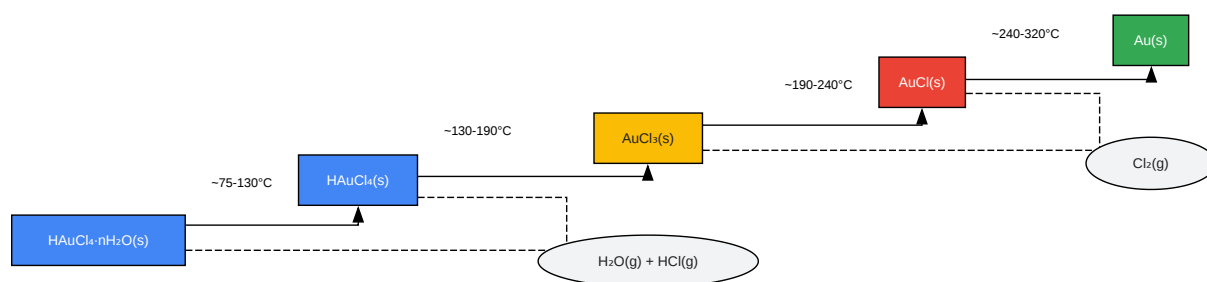 ~240-320°C
Au(s)
~190-240°C
AuCl(s)
~130-190°C
AuCl₃(s)
Cl₂(g)
~75-130°C
HAuCl₄(s)
HAuCl₄·nH₂O(s)
H₂O(g) + HCl(g)